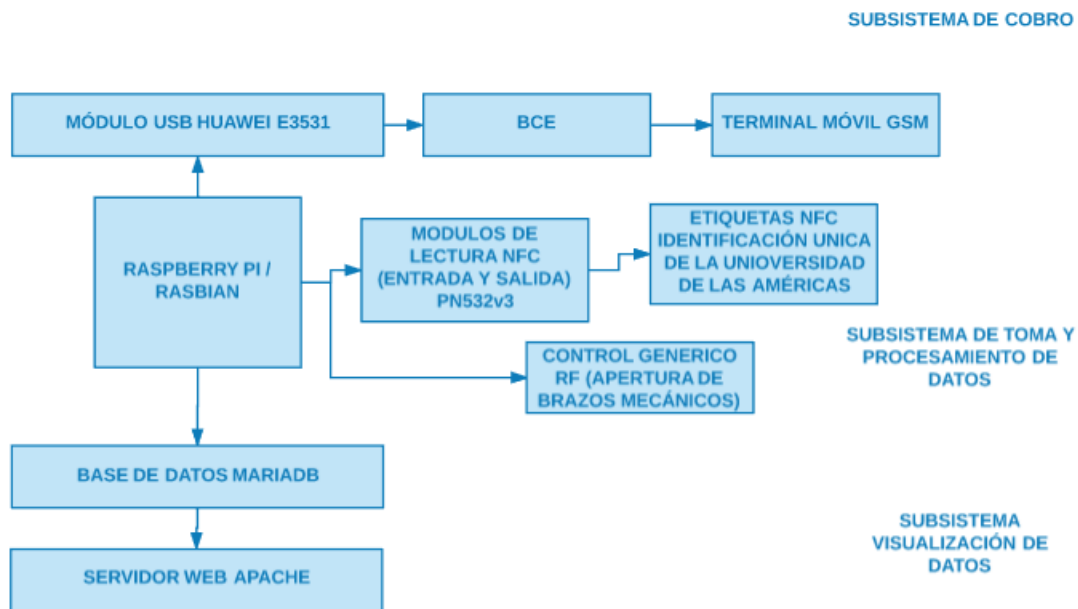 SUBSISTEMA DE COBRO
MÓDULO USB HUAWEI E3531
BCE
TERMINAL MÓVIL GSM
RASPBERRY PI /
RASBIAN
MODULOS DE
LECTURA NFC
(ENTRADA Y SALIDA)
PN532v3
ETIQUETAS NFC
IDENTIFICACIÓN UNICA
DE LA UNIOVERSIDAD
DE LAS AMÉRICAS
SUBSISTEMA DE TOMA Y
PROCESAMIENTO DE
DATOS
CONTROL GENERICO
RF (APERTURA DE
BRAZOS MECÁNICOS)
BASE DE DATOS MARIADB
SUBSISTEMA
VISUALIZACIÓN DE
DATOS
SERVIDOR WEB APACHE